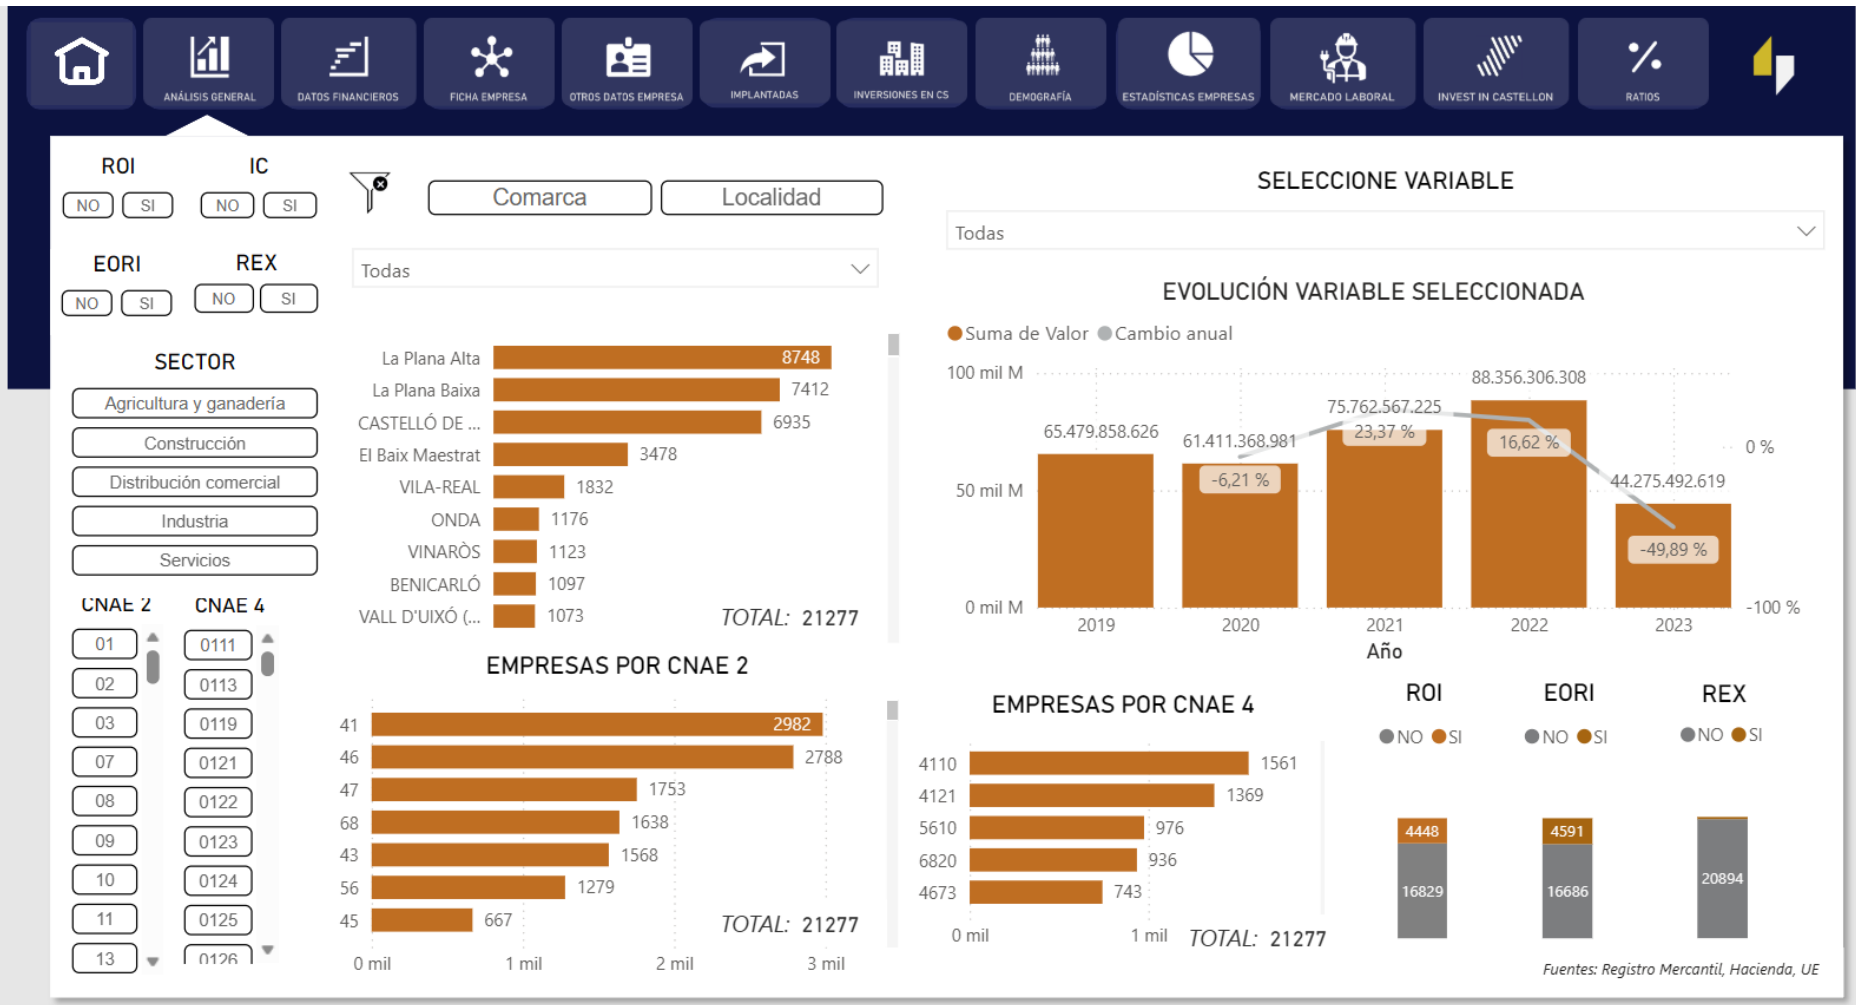 ANÁLISIS GENERAL
DATOS FINANCIEROS
FICHA EMPRESA
OTROS DATOS EMPRESA
IMPLANTADAS
INVERSIONES EN CS
DEMOGRAFÍA
ESTADÍSTICAS EMPRESAS
MERCADO LABORAL
INVEST IN CASTELLON
RATIOS
ROI
NO SI
IC
NO SI
EORI
NO SI
REX
NO SI
SECTOR
Agricultura y ganadería
Construcción
Distribución comercial
Industria
Servicios
CNAE 2
01
02
03
07
08
09
10
11
13
CNAE 4
0111
0113
0119
0121
0122
0123
0124
0125
0126
Comarca
Localidad
Todas
La Plana Alta 8748
La Plana Baixa 7412
CASTELLÓ DE ... 6935
El Baix Maestrat 3478
VILA-REAL 1832
ONDA 1176
VINARÒS 1123
BENICARLÓ 1097
VALL D'UIXÓ (... 1073
TOTAL: 21277
EMPRESAS POR CNAE 2
41 2982
46 2788
47 1753
68 1638
43 1568
56 1279
45 667
TOTAL: 21277
0 mil 1 mil 2 mil 3 mil
SELECCIONE VARIABLE
Todas
EVOLUCIÓN VARIABLE SELECCIONADA
Suma de Valor Cambio anual
100 mil M
50 mil M
0 mil M
65.479.858.626
61.411.368.981
75.762.567.225
88.356.306.308
44.275.492.619
-6,21 %
23,37 %
16,62 %
-49,89 %
0 %
-100 %
2019 2020 2021 2022 2023
Año
EMPRESAS POR CNAE 4
4110 1561
4121 1369
5610 976
6820 936
4673 743
0 mil 1 mil
TOTAL: 21277
ROI
NO SI
4448
16829
EORI
NO SI
4591
16686
REX
NO SI
20894
Fuentes: Registro Mercantil, Hacienda, UE